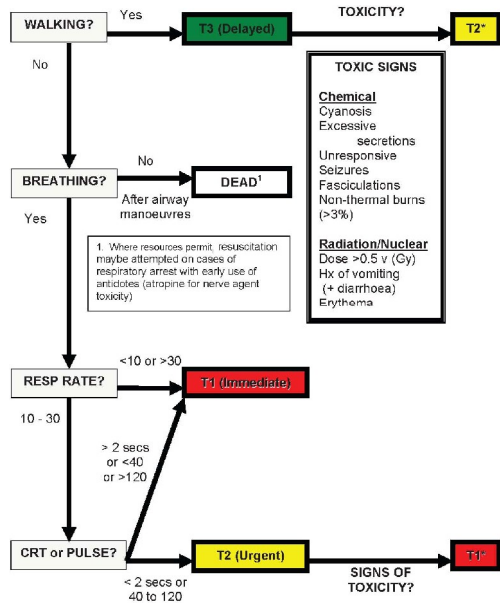 WALKING?
Yes
T3 (Delayed)
TOXICITY?
T2*
No
TOXIC SIGNS
Chemical
Cyanosis
Excessive
secretions
Unresponsive
Seizures
Fasciculations
Non-thermal burns
(>3%)
Radiation/Nuclear
Dose >0.5 v (Gy)
Hx of vomiting
(+ diarrhoea)
Erythema
BREATHING?
No
After airway
manoeuvres
DEAD1
Yes
1. Where resources permit, resuscitation
maybe attempted on cases of
respiratory arrest with early use of
antidotes (atropine for nerve agent
toxicity)
RESP RATE?
<10 or >30
T1 (Immediate)
10 - 30
> 2 secs
or <40
or >120
CRT or PULSE?
< 2 secs or
40 to 120
T2 (Urgent)
SIGNS OF
TOXICITY?
T1*